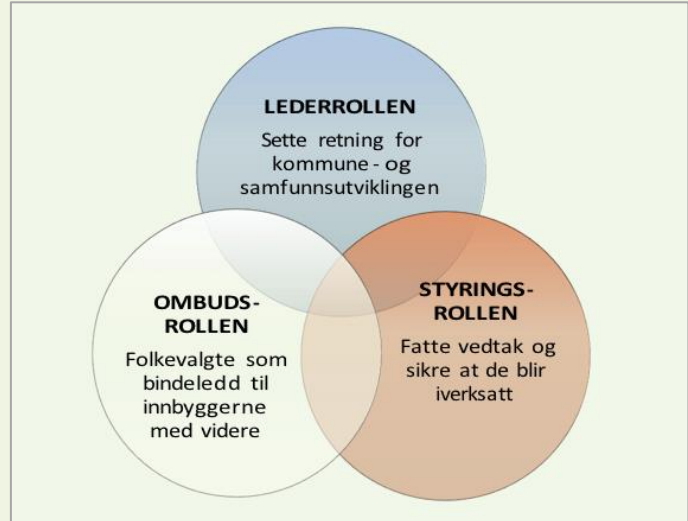 LEDERROLLEN
Sette retning for
kommune- og
samfunnsutviklingen
OMBUDS-
ROLLEN
Folkevalgte som
bindeledd til
innbyggerne
med videre
STYRINGS-
ROLLEN
Fatte vedtak og
sikre at de blir
iverksatt